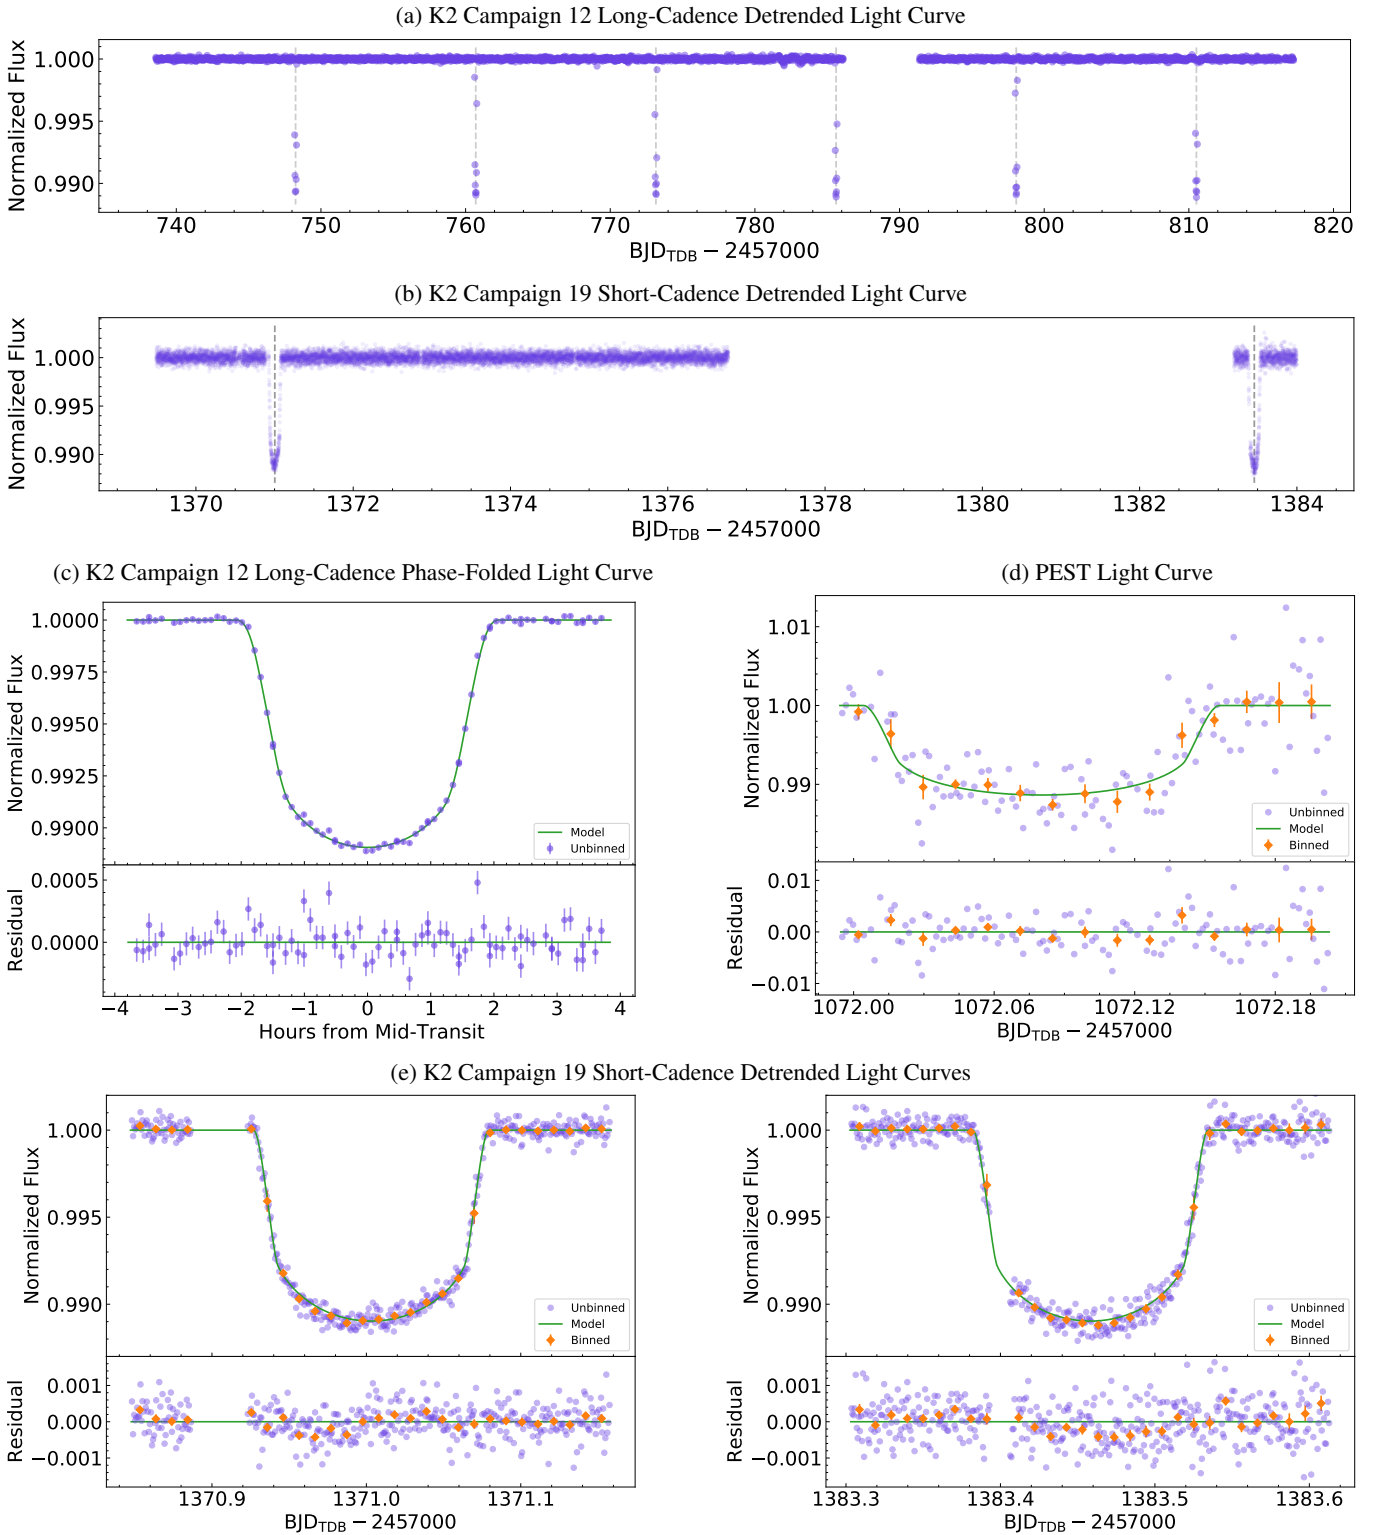 (a) K2 Campaign 12 Long-Cadence Detrended Light Curve
Normalized Flux
1.000
0.995
0.990
740 750 760 770 780 790 800 810 820
BJD_TDB − 2457000
(b) K2 Campaign 19 Short-Cadence Detrended Light Curve
Normalized Flux
1.000
0.995
0.990
1370 1372 1374 1376 1378 1380 1382 1384
BJD_TDB − 2457000
(c) K2 Campaign 12 Long-Cadence Phase-Folded Light Curve
Normalized Flux
1.0000
0.9975
0.9950
0.9925
0.9900
Model
Unbinned
Residual
0.0005
0.0000
−4 −3 −2 −1 0 1 2 3 4
Hours from Mid-Transit
(d) PEST Light Curve
Normalized Flux
1.01
1.00
0.99
Unbinned
Model
Binned
Residual
0.01
0.00
−0.01
1072.00 1072.06 1072.12 1072.18
BJD_TDB − 2457000
(e) K2 Campaign 19 Short-Cadence Detrended Light Curves
Normalized Flux
1.000
0.995
0.990
Unbinned
Model
Binned
Residual
0.001
0.000
−0.001
1370.9 1371.0 1371.1
BJD_TDB − 2457000
Normalized Flux
1.000
0.995
0.990
Unbinned
Model
Binned
Residual
0.001
0.000
−0.001
1383.3 1383.4 1383.5 1383.6
BJD_TDB − 2457000